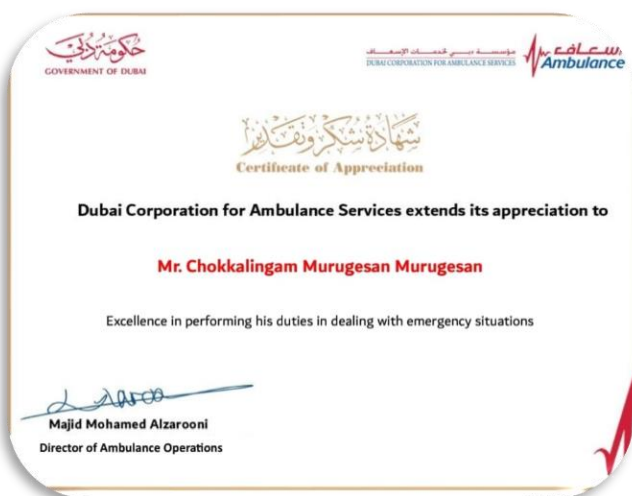 حكومة دبي
GOVERNMENT OF DUBAI
مؤسسة دبي لخدمات الإسعاف
DUBAI CORPORATION FOR AMBULANCE SERVICES
إسعاف
Ambulance
شهادة شكر وتقدير
Certificate of Appreciation
Dubai Corporation for Ambulance Services extends its appreciation to
Mr. Chokkalingam Murugesan Murugesan
Excellence in performing his duties in dealing with emergency situations
Majid Mohamed Alzarooni
Director of Ambulance Operations